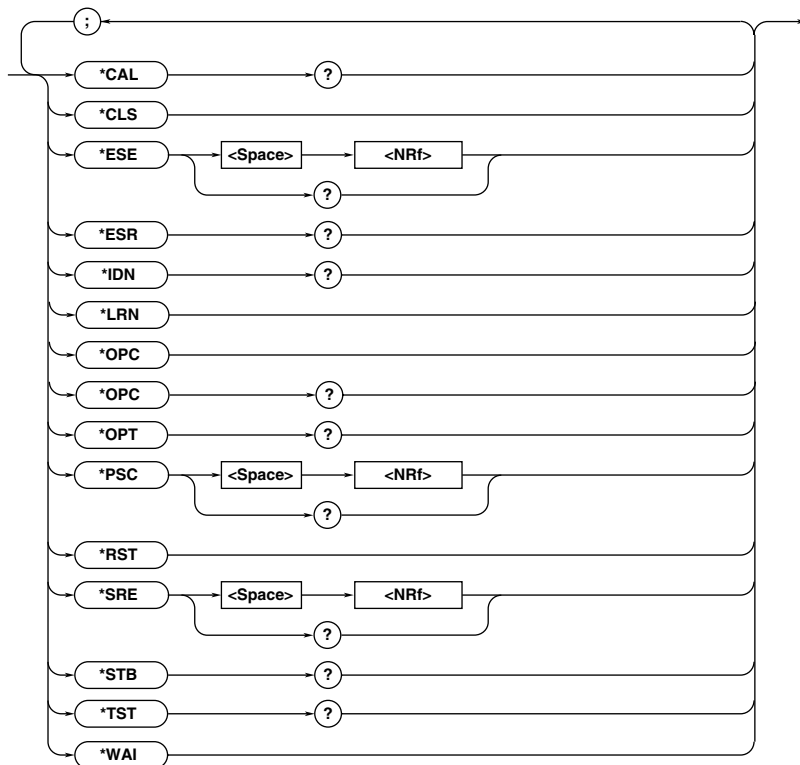 ;
*CAL ?
*CLS
*ESE <Space> <NRf>
?
*ESR ?
*IDN ?
*LRN
*OPC
*OPC ?
*OPT ?
*PSC <Space> <NRf>
?
*RST
*SRE <Space> <NRf>
?
*STB ?
*TST ?
*WAI